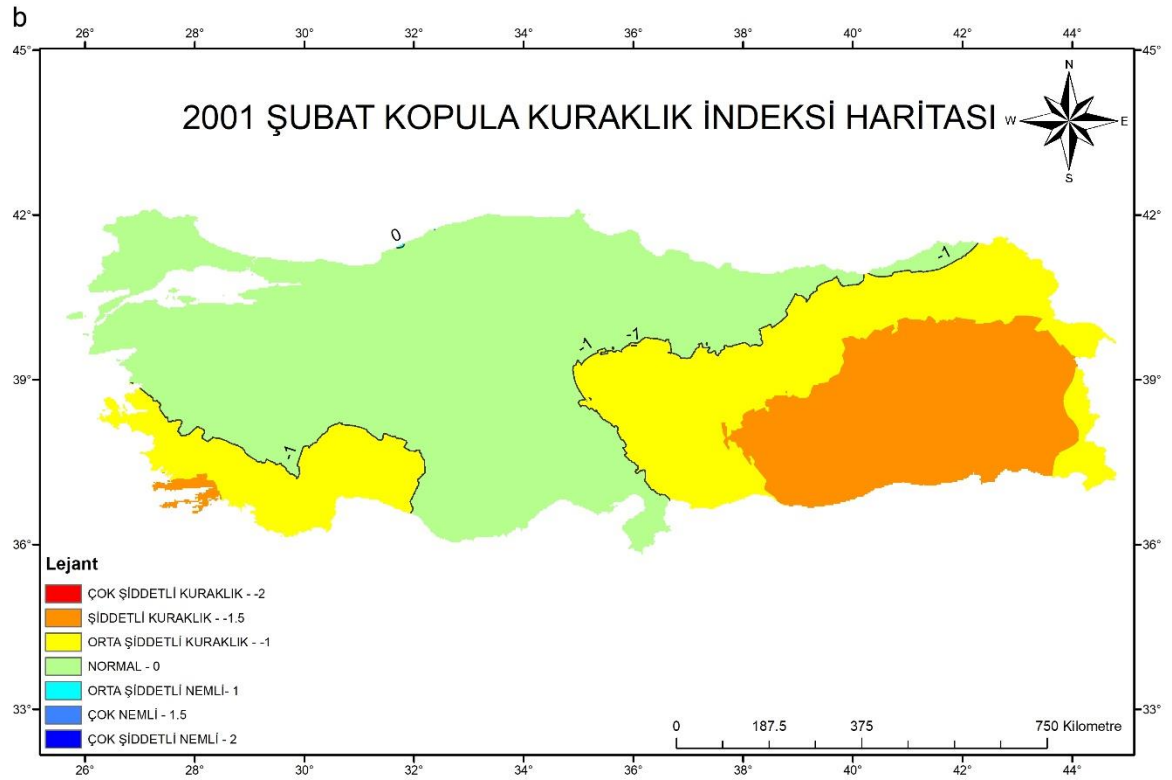 b
26° 28° 30° 32° 34° 36° 38° 40° 42° 44°
45° 45°
2001 ŞUBAT KOPULA KURAKLIK İNDEKSİ HARİTASI
N
W E
S
42° 42°
0
-1
-1 -1
39° 39°
-1
36° 36°
Lejant
ÇOK ŞİDDETLİ KURAKLIK - -2
ŞİDDETLİ KURAKLIK - -1.5
ORTA ŞİDDETLİ KURAKLIK - -1
NORMAL - 0
ORTA ŞİDDETLİ NEMLİ- 1
ÇOK NEMLİ - 1.5
ÇOK ŞİDDETLİ NEMLİ - 2
33° 33°
0 187.5 375 750 Kilometre
26° 28° 30° 32° 34° 36° 38° 40° 42° 44°